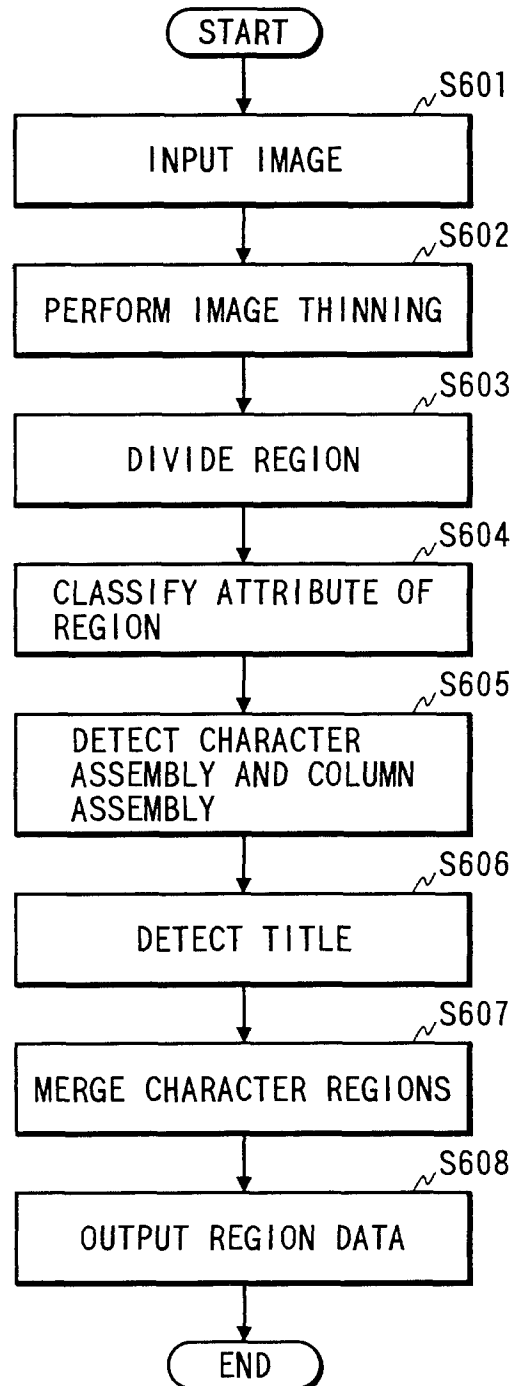 START
S601
INPUT IMAGE
S602
PERFORM IMAGE THINNING
S603
DIVIDE REGION
S604
CLASSIFY ATTRIBUTE OF
REGION
S605
DETECT CHARACTER
ASSEMBLY AND COLUMN
ASSEMBLY
S606
DETECT TITLE
S607
MERGE CHARACTER REGIONS
S608
OUTPUT REGION DATA
END